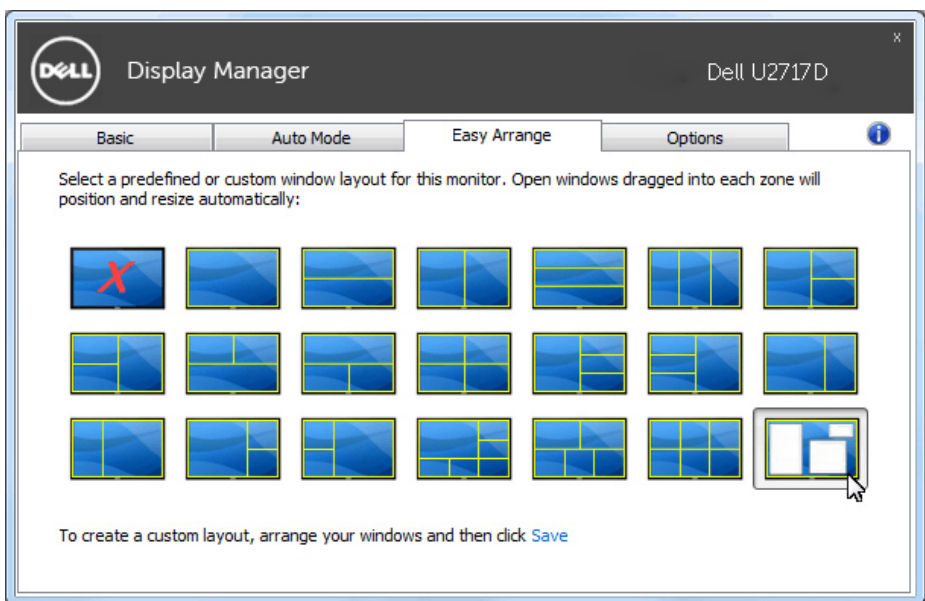 DELL
Display Manager
Dell U2717D
x
Basic
Auto Mode
Easy Arrange
Options
i
Select a predefined or custom window layout for this monitor. Open windows dragged into each zone will
position and resize automatically:
X
To create a custom layout, arrange your windows and then click Save